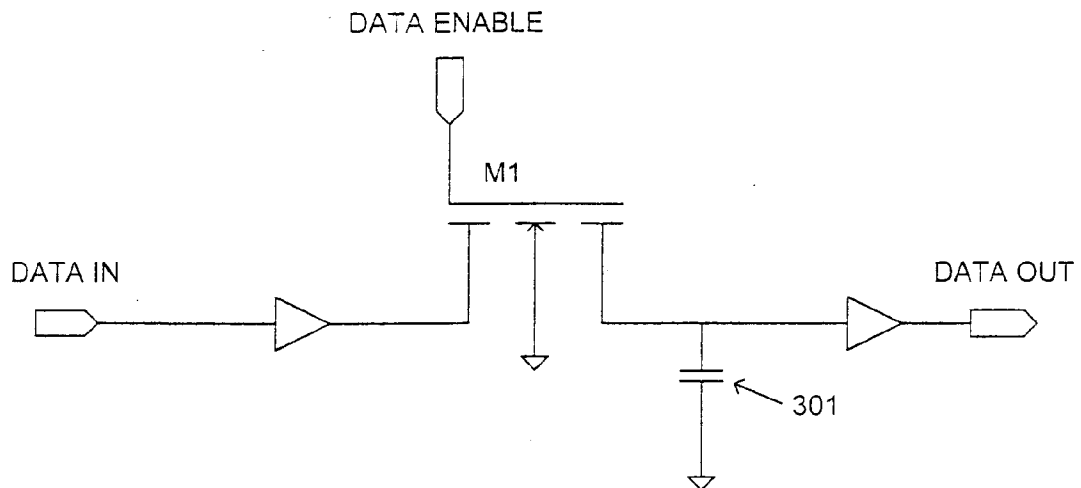 DATA ENABLE
M1
DATA IN
DATA OUT
301